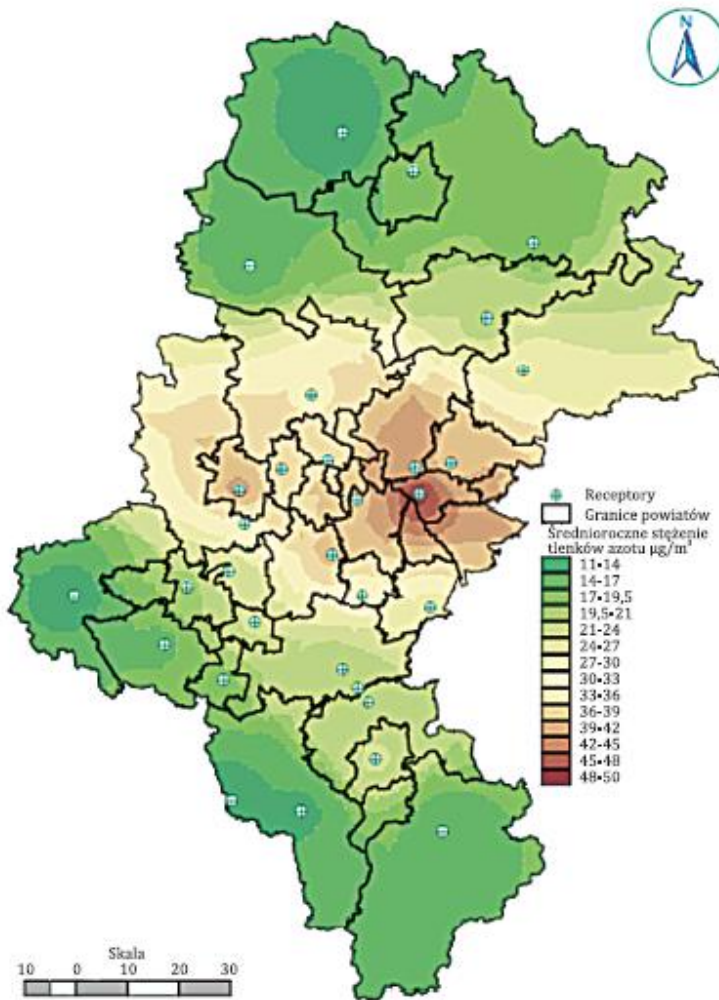 Receptory
Granice powiatów
Średnioroczne stężenie
tlenków azotu µg/m³
11-14
14-17
17-19,5
19,5-21
21-24
24-27
27-30
30-33
33-36
36-39
39-42
42-45
45-48
48-50
Skala
10 0 10 20 30